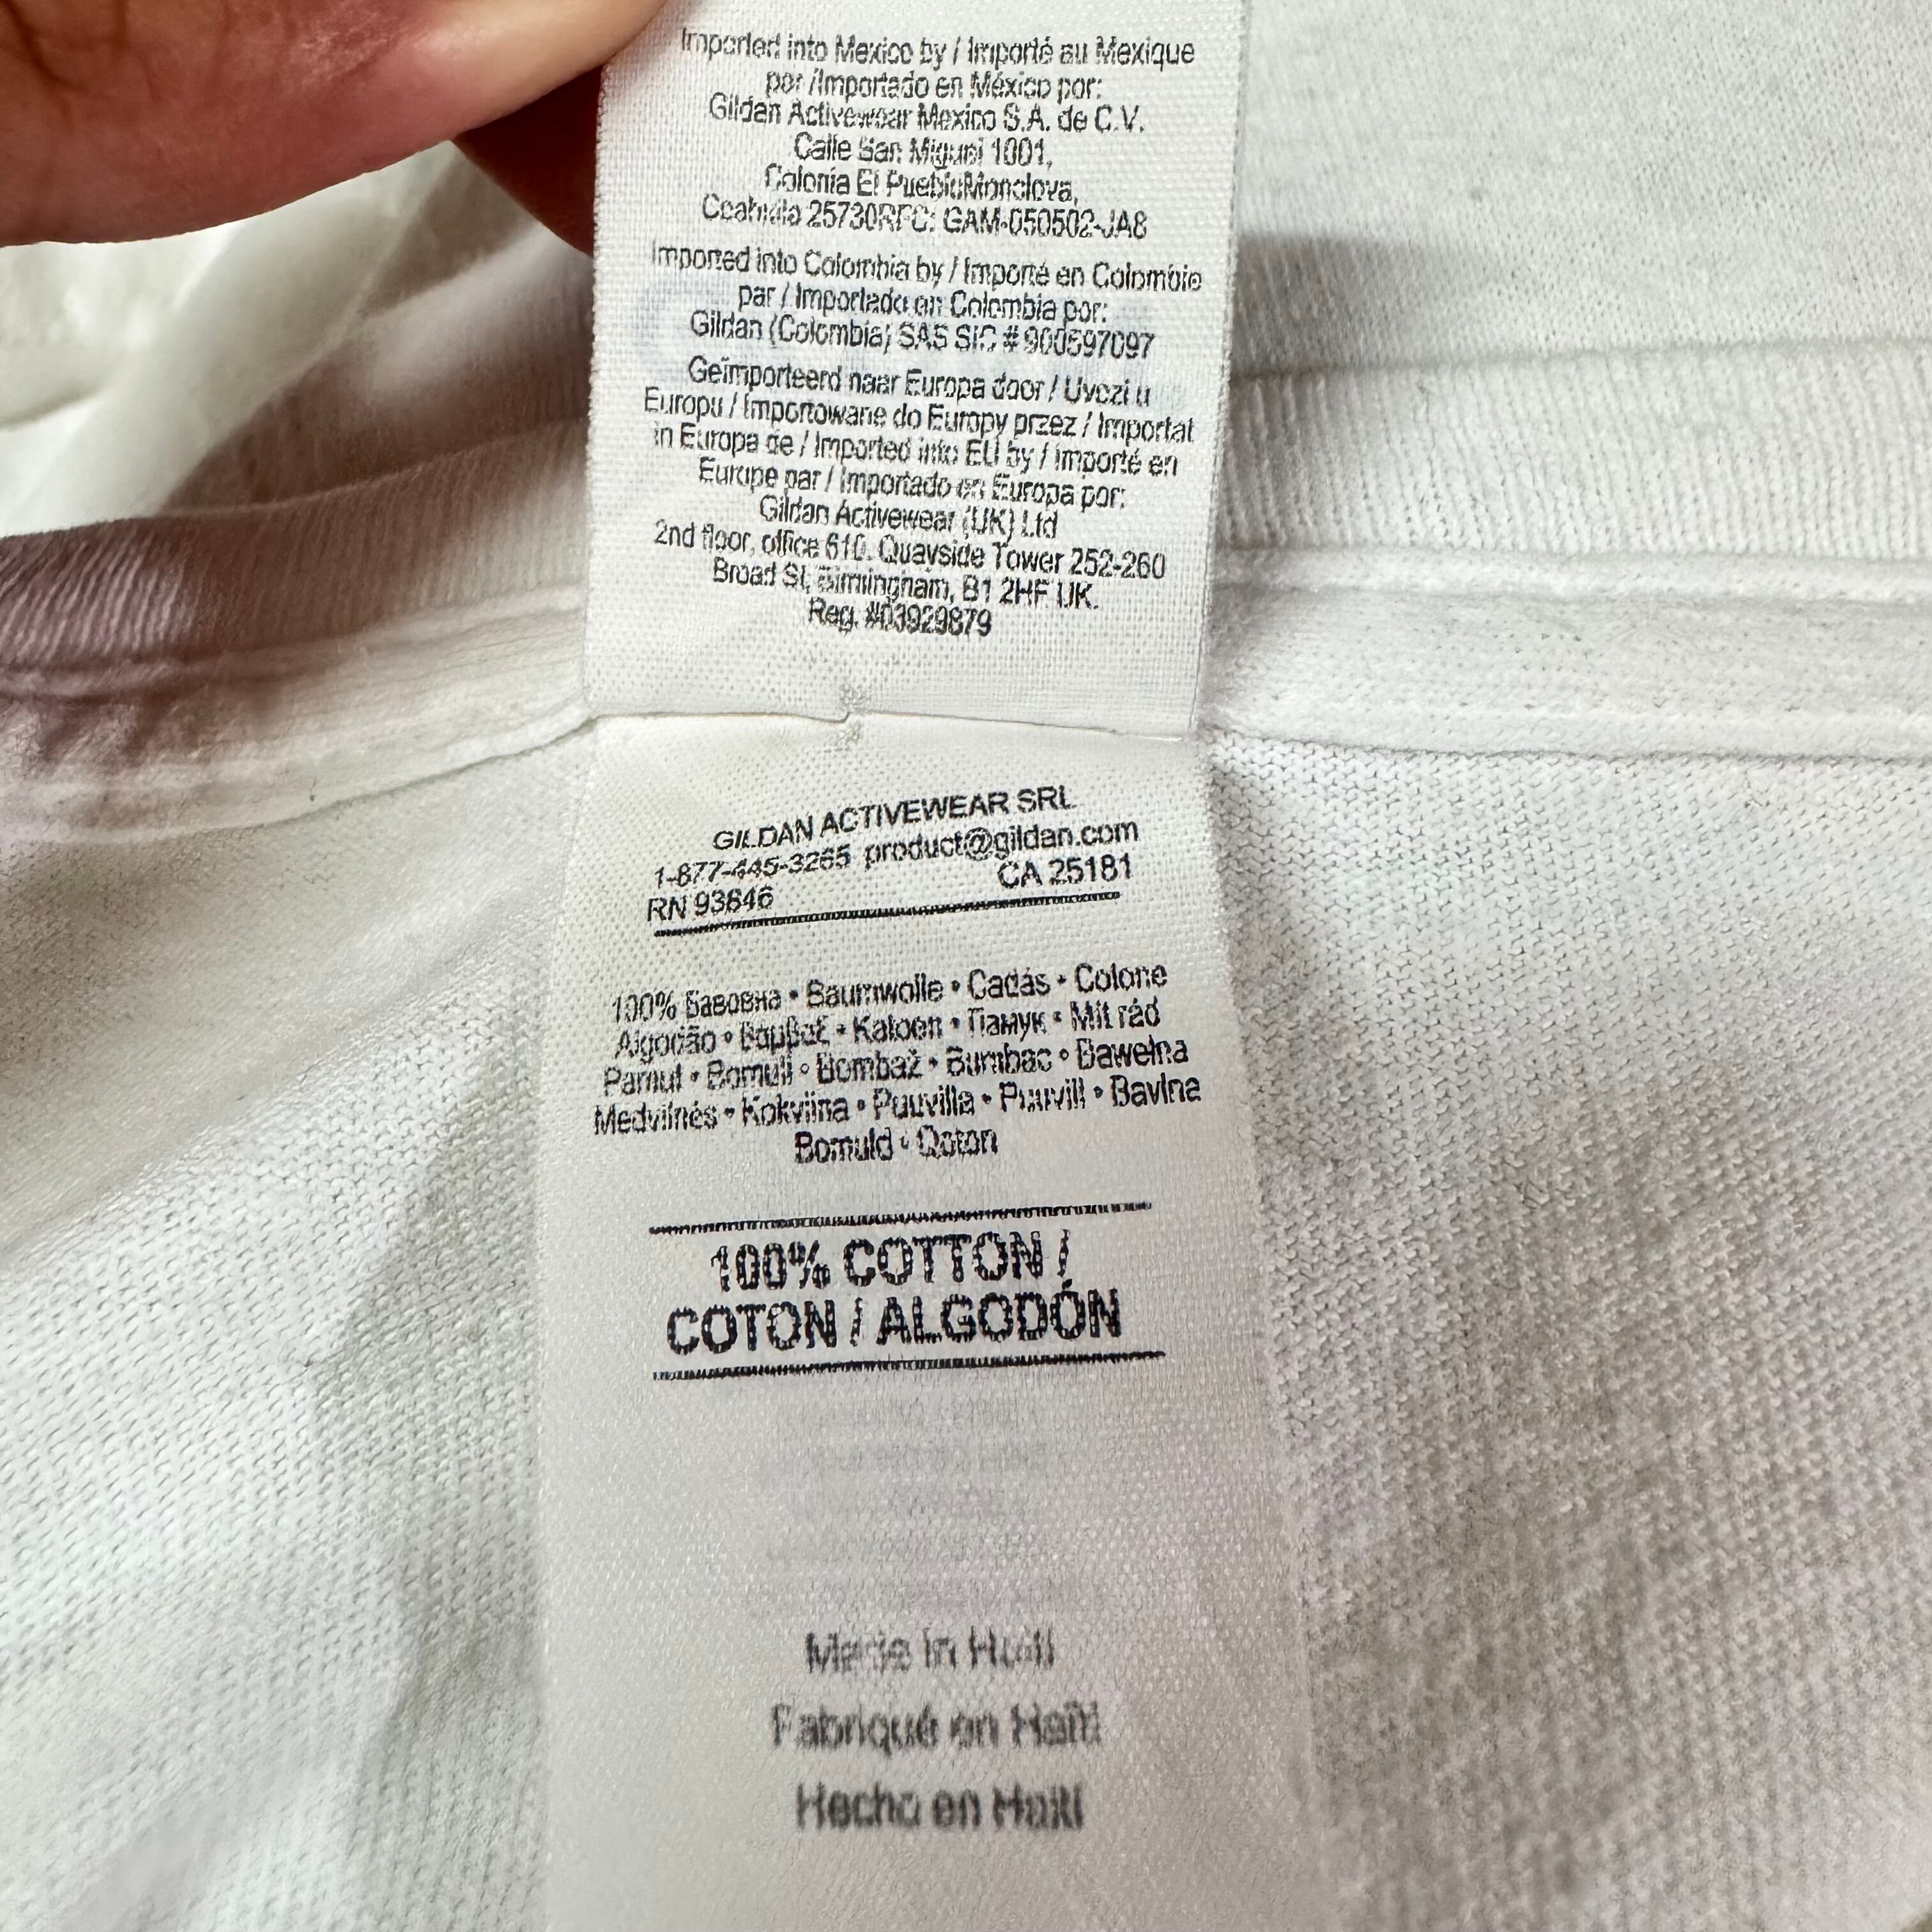 Imported into Mexico by / Importé au Mexique
par /Importado en México por:
Gildan Activewear Mexico S.A. de C.V.
Calle San Miguel 1001,
Colonia El PuebloMonclova,
Coahuila 25730RFC: GAM-050502-JA8
Imported into Colombia by / Importé en Colombie
par / Importado en Colombia por:
Gildan (Colombia) SAS SIC # 900597097
Geïmporteerd naar Europa door / Uvozi u
Europu / Importowane do Europy przez / Importat
in Europa de / Imported into EU by / Importé en
Europe par / Importado en Europa por:
Gildan Activewear (UK) Ltd
2nd floor, office 610. Quayside Tower 252-260
Broad St, Birmingham, B1 2HF UK.
Reg. #03929879
GILDAN ACTIVEWEAR SRL
1-877-445-3265 product@gildan.com
RN 93846 CA 25181
100% Бавовна • Baumwolle • Cadás • Cotone
Algodão • Βαμβάξ • Katoen • Памук • Mit rád
Pamut • Bomull • Bombaž • Bumbac • Bawełna
Medvilnės • Kokvilna • Puuvilla • Puuvill • Bavlna
Bomuld • Qoton
100% COTTON /
COTON / ALGODÓN
Made in Haiti
Fabriqué en Haïti
Hecho en Haití